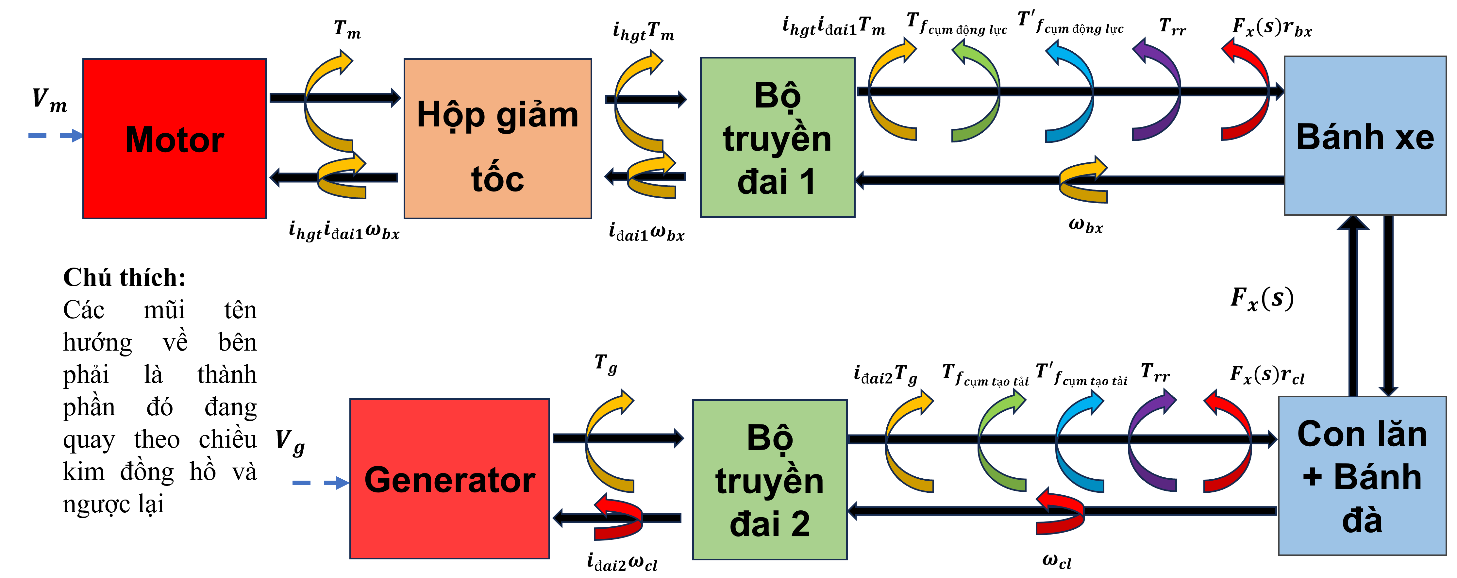 T_m
i_hgt T_m
i_hgt i_đai1 T_m
T_f cụm động lực
T'_f cụm động lực
T_rr
F_x(s)r_bx
V_m
Motor
Hộp giảm
tốc
Bộ
truyền
đai 1
Bánh xe
i_hgt i_đai1 ω_bx
i_đai1 ω_bx
ω_bx
Chú thích:
Các mũi tên
hướng về bên
phải là thành
phần đó đang
quay theo chiều
kim đồng hồ và
ngược lại
F_x(s)
T_g
i_đai2 T_g
T_f cụm tạo tải
T'_f cụm tạo tải
T_rr
F_x(s)r_cl
V_g
Generator
Bộ
truyền
đai 2
Con lăn
+ Bánh
đà
i_đai2 ω_cl
ω_cl